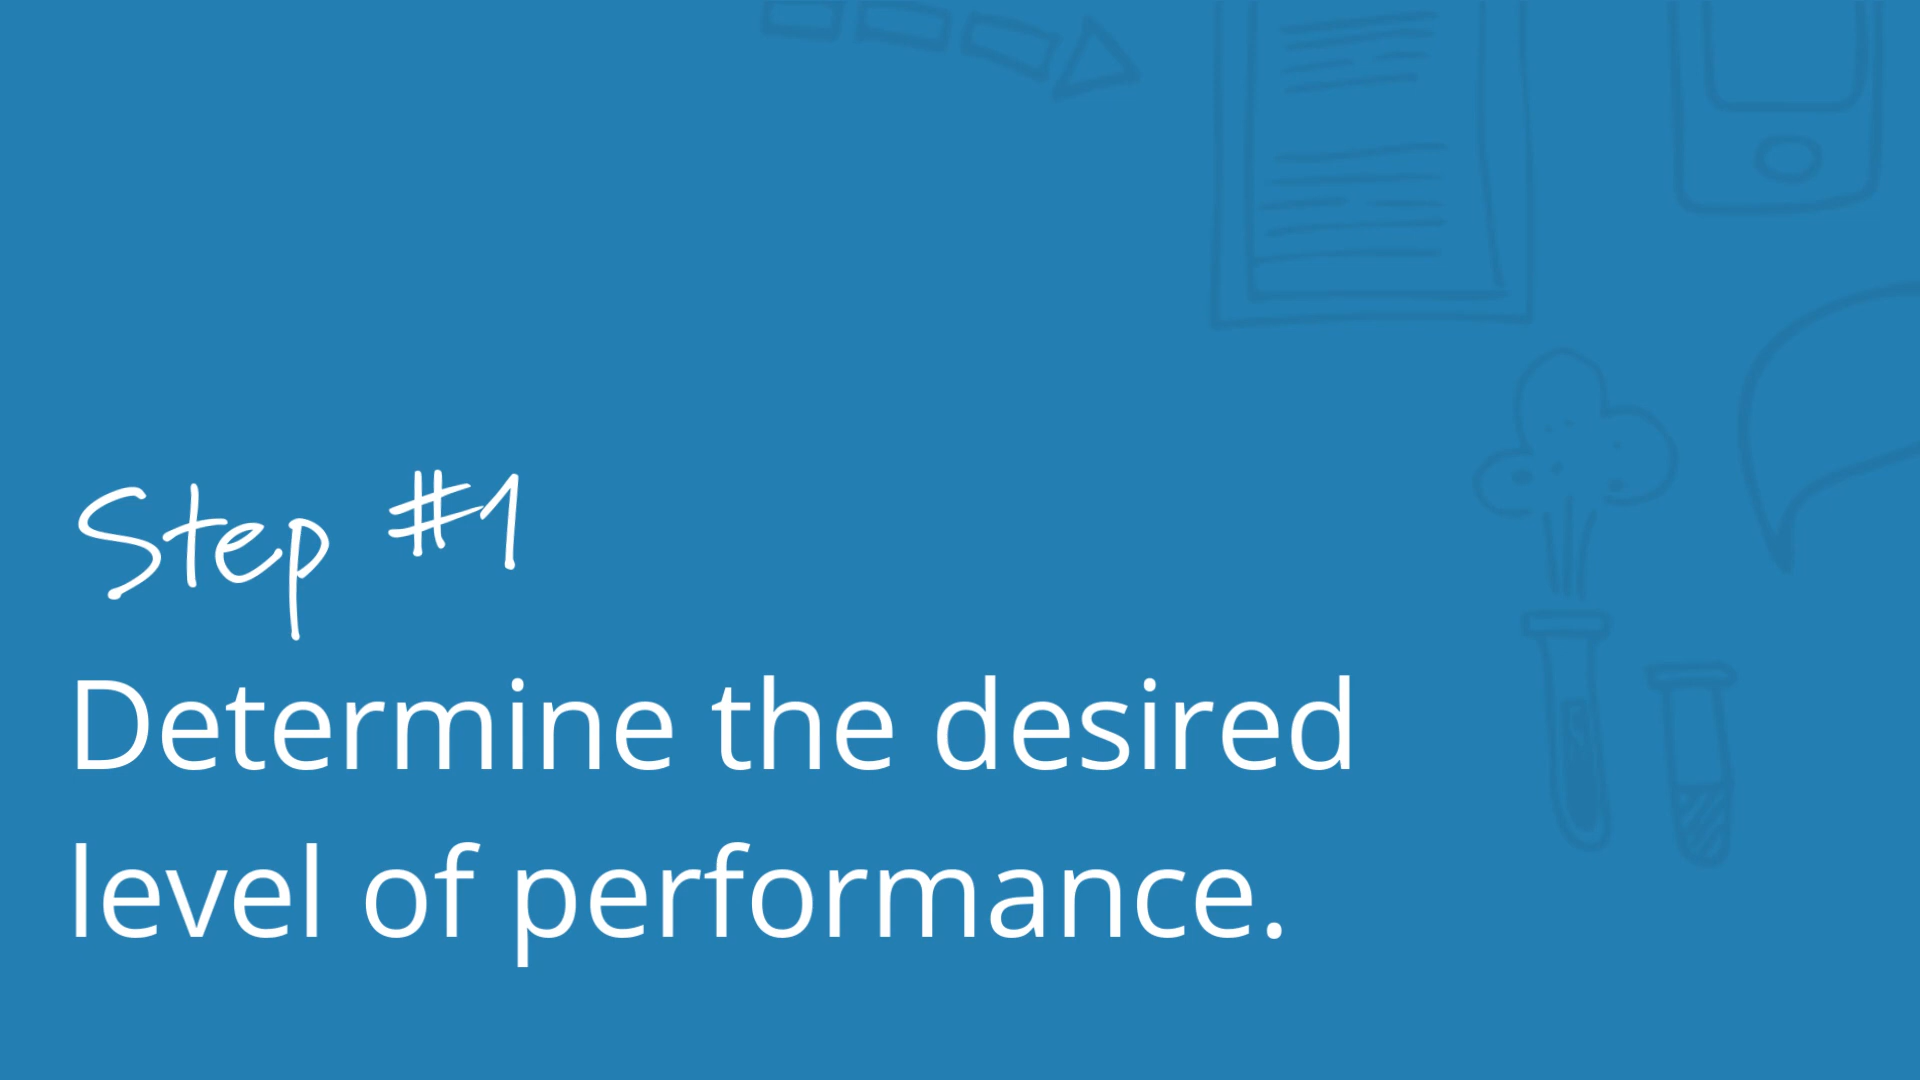 Step #1
Determine the desired
level of performance.